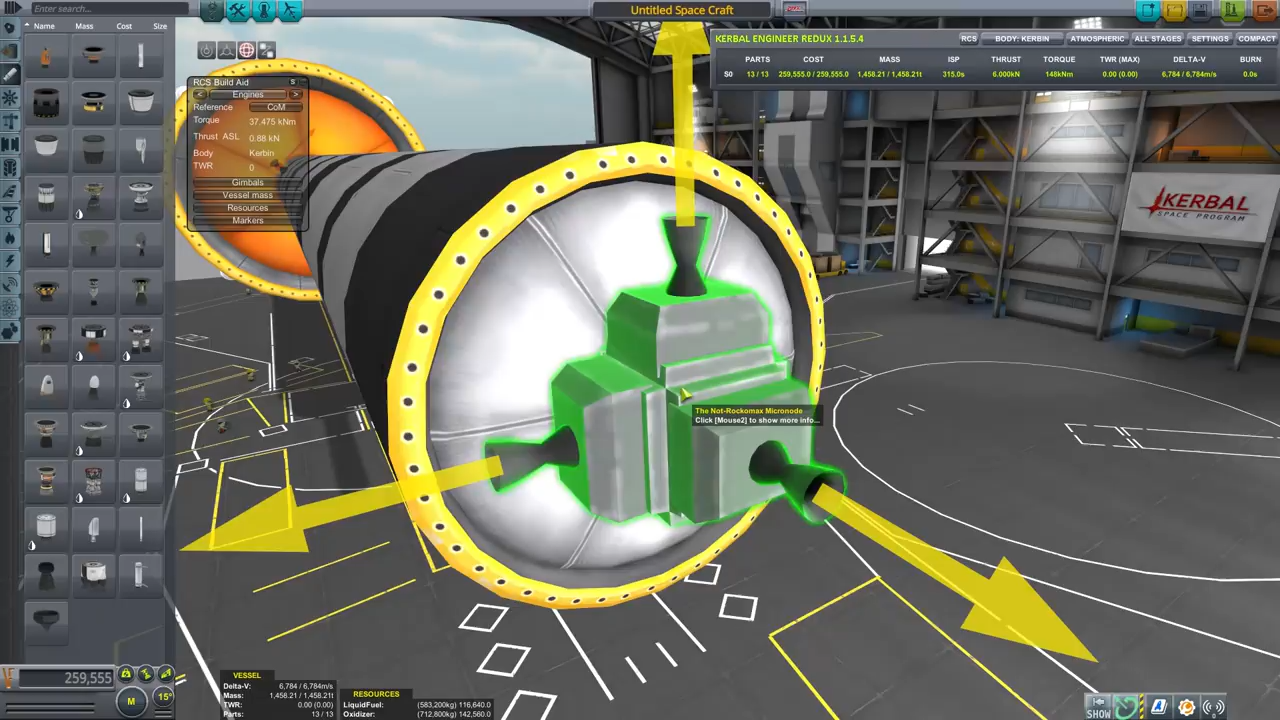 Enter search...
Untitled Space Craft
Name Mass Cost Size
KERBAL ENGINEER REDUX 1.1.5.4
RCS BODY: KERBIN ATMOSPHERIC ALL STAGES SETTINGS COMPACT
PARTS COST MASS ISP THRUST TORQUE TWR (MAX) DELTA-V BURN
S0 13 / 13 259,555.0 / 259,555.0 1,458.21 / 1,458.21t 315.0s 6.000kN 148kNm 0.00 (0.00) 6,784 / 6,784m/s 0.0s
RCS Build Aid S
< Engines >
Reference CoM
Torque 37.475 kNm
Thrust ASL 0.88 kN
Body Kerbin
TWR 0
Gimbals
Vessel mass
Resources
Markers
KERBAL
SPACE PROGRAM
The Not-Rockomax Micronode
Click [Mouse2] to show more info...
259,555
M
15°
VESSEL
Delta-V: 6,784 / 6,784m/s
Mass: 1,458.21 / 1,458.21t
TWR: 0.00 (0.00)
Parts: 13 / 13
RESOURCES
LiquidFuel: (583,200kg) 116,640.0
Oxidizer: (712,800kg) 142,560.0
SHOW